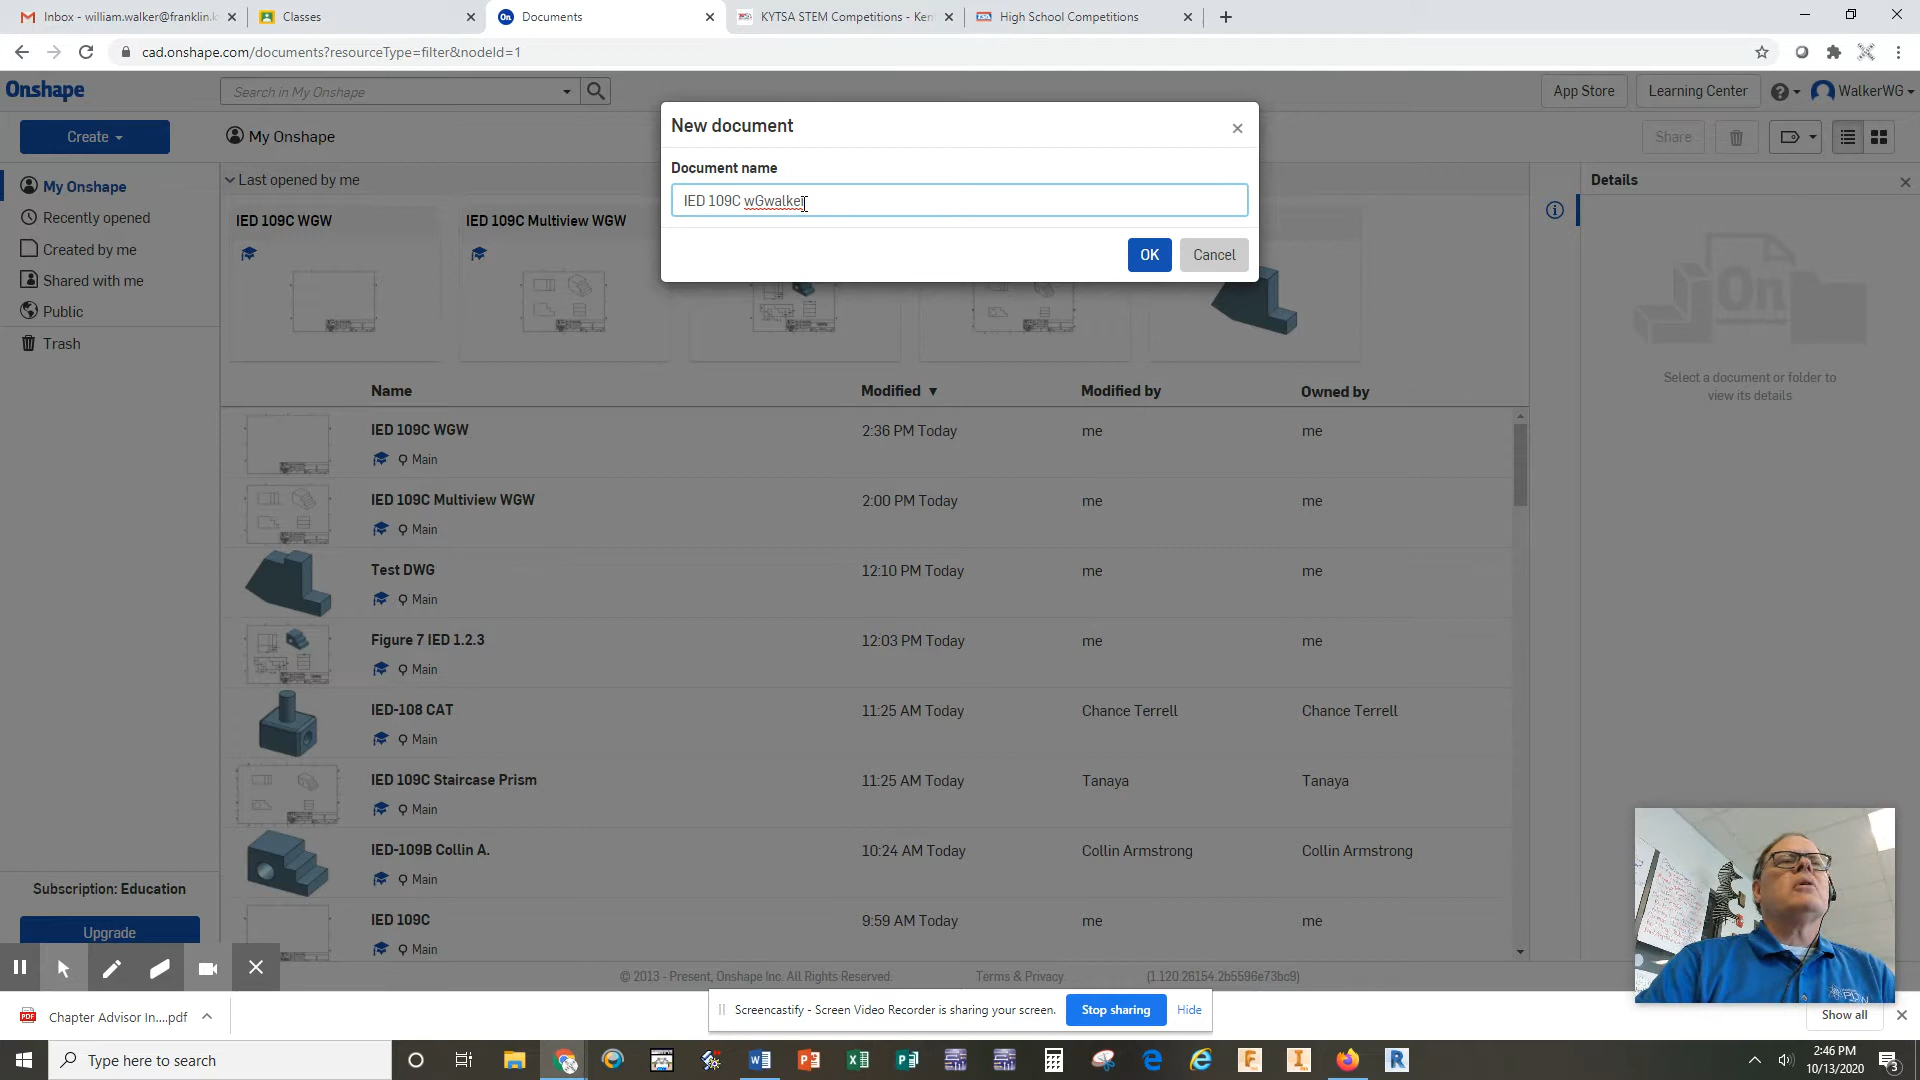 Inbox - william.walker@franklin.k
Classes
Documents
KYTSA STEM Competitions - Ken
High School Competitions
cad.onshape.com/documents?resourceType=filter&nodeId=1
Onshape
Search in My Onshape
App Store
Learning Center
WalkerWG
Create
My Onshape
Share
New document
Document name
IED 109C wGwalker
OK
Cancel
My Onshape
Recently opened
Created by me
Shared with me
Public
Trash
Last opened by me
IED 109C WGW
IED 109C Multiview WGW
Details
Select a document or folder to
view its details
Name
Modified
Modified by
Owned by
IED 109C WGW
2:36 PM Today
me
me
Main
IED 109C Multiview WGW
2:00 PM Today
me
me
Main
Test DWG
12:10 PM Today
me
me
Main
Figure 7 IED 1.2.3
12:03 PM Today
me
me
Main
IED-108 CAT
11:25 AM Today
Chance Terrell
Chance Terrell
Main
IED 109C Staircase Prism
11:25 AM Today
Tanaya
Tanaya
Main
IED-109B Collin A.
10:24 AM Today
Collin Armstrong
Collin Armstrong
Main
IED 109C
9:59 AM Today
me
me
Main
Subscription: Education
Upgrade
© 2013 - Present, Onshape Inc. All Rights Reserved.
Terms & Privacy
(1.120.26154.2b5596e73bc9)
Screencastify - Screen Video Recorder is sharing your screen.
Stop sharing
Hide
Chapter Advisor In....pdf
Show all
Type here to search
2:46 PM
10/13/2020
3